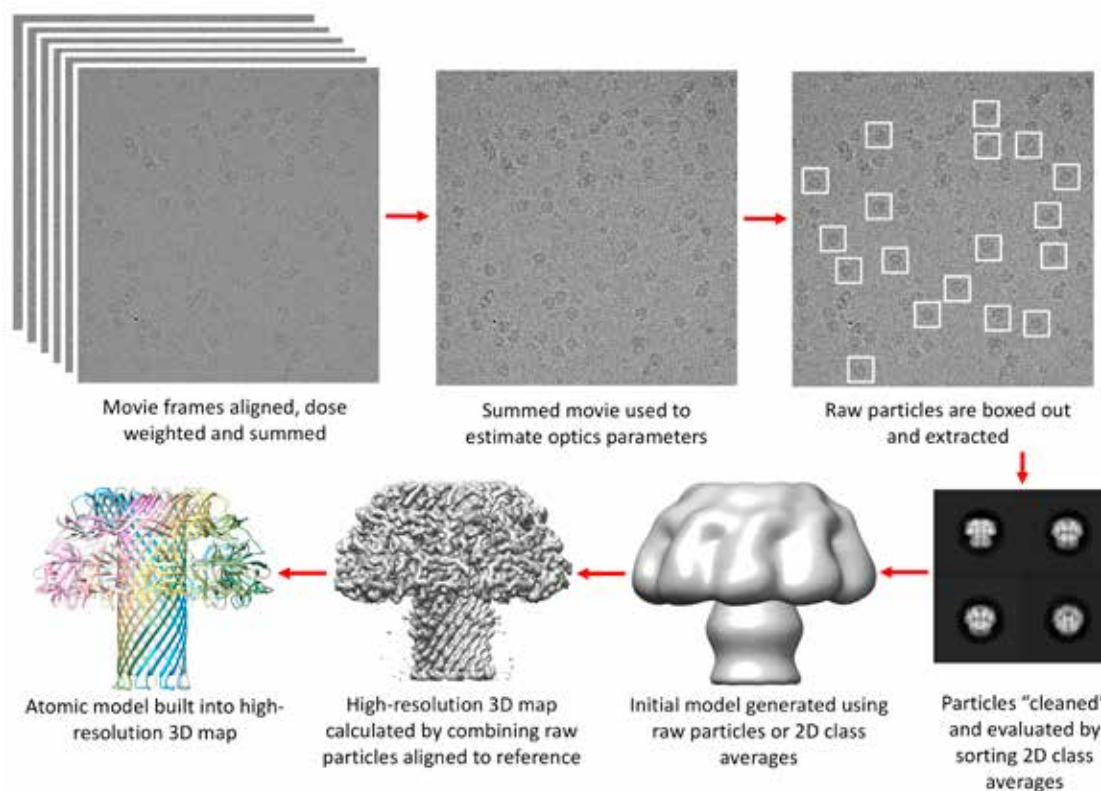 Movie frames aligned, dose
weighted and summed
Summed movie used to
estimate optics parameters
Raw particles are boxed out
and extracted
Particles “cleaned”
and evaluated by
sorting 2D class
averages
Initial model generated using
raw particles or 2D class
averages
High-resolution 3D map
calculated by combining raw
particles aligned to reference
Atomic model built into high-
resolution 3D map